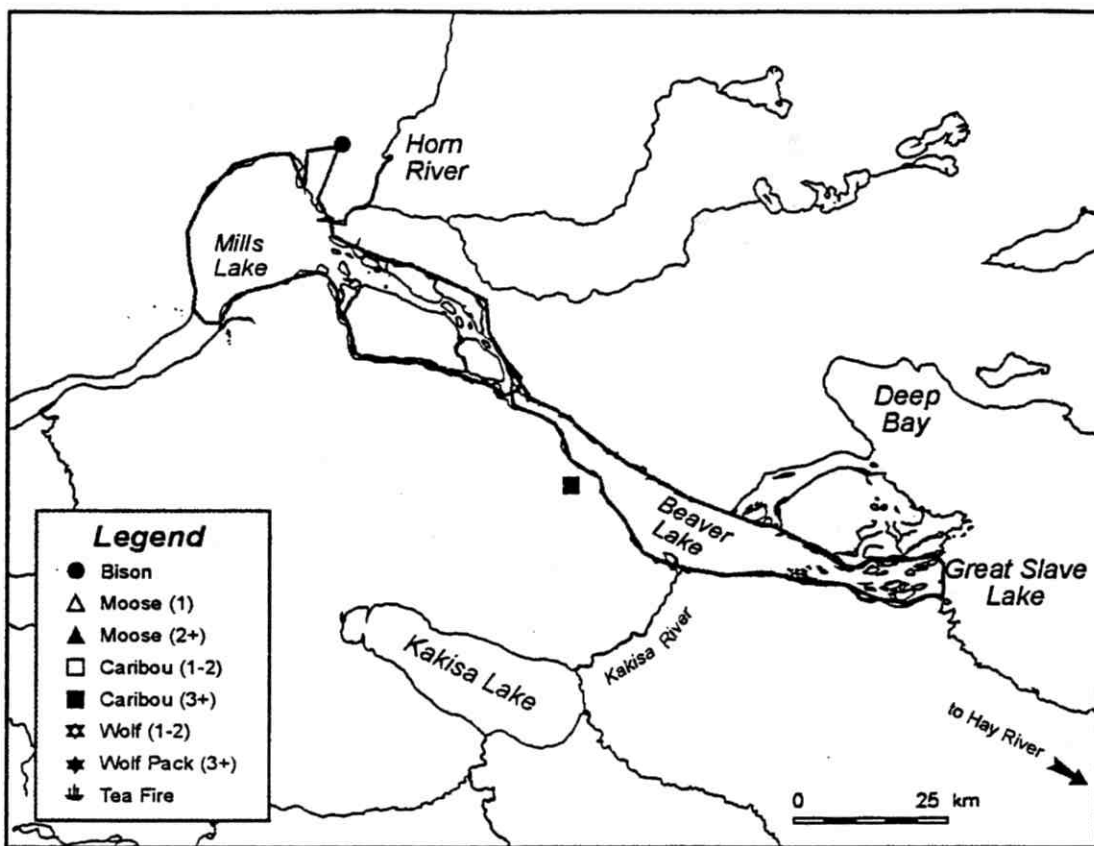 Horn
River
Mills
Lake
Deep
Bay
Beaver
Lake
Great Slave
Lake
Kakisa River
Kakisa Lake
to Hay River
Legend
Bison
Moose (1)
Moose (2+)
Caribou (1-2)
Caribou (3+)
Wolf (1-2)
Wolf Pack (3+)
Tea Fire
0 25 km